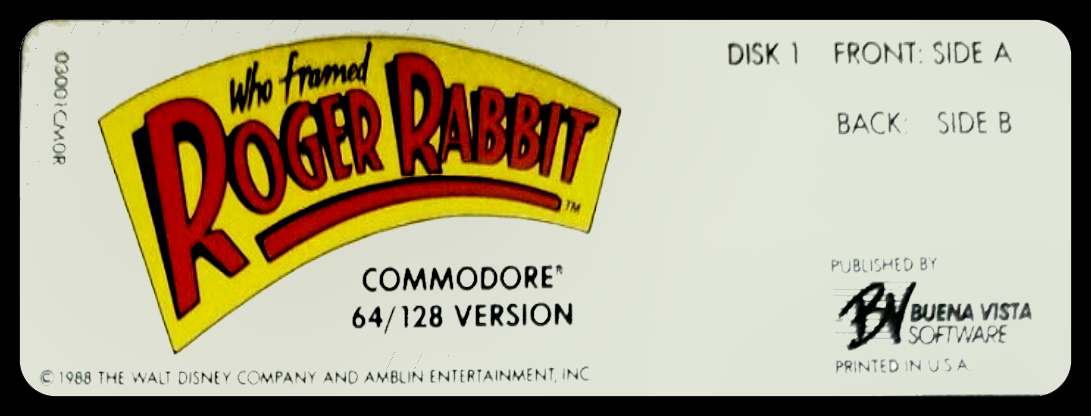 03001CMOR
Who framed
ROGER RABBIT
™
COMMODORE®
64/128 VERSION
© 1988 THE WALT DISNEY COMPANY AND AMBLIN ENTERTAINMENT, INC
DISK 1 FRONT: SIDE A
BACK: SIDE B
PUBLISHED BY
BV BUENA VISTA
SOFTWARE
PRINTED IN U.S.A.